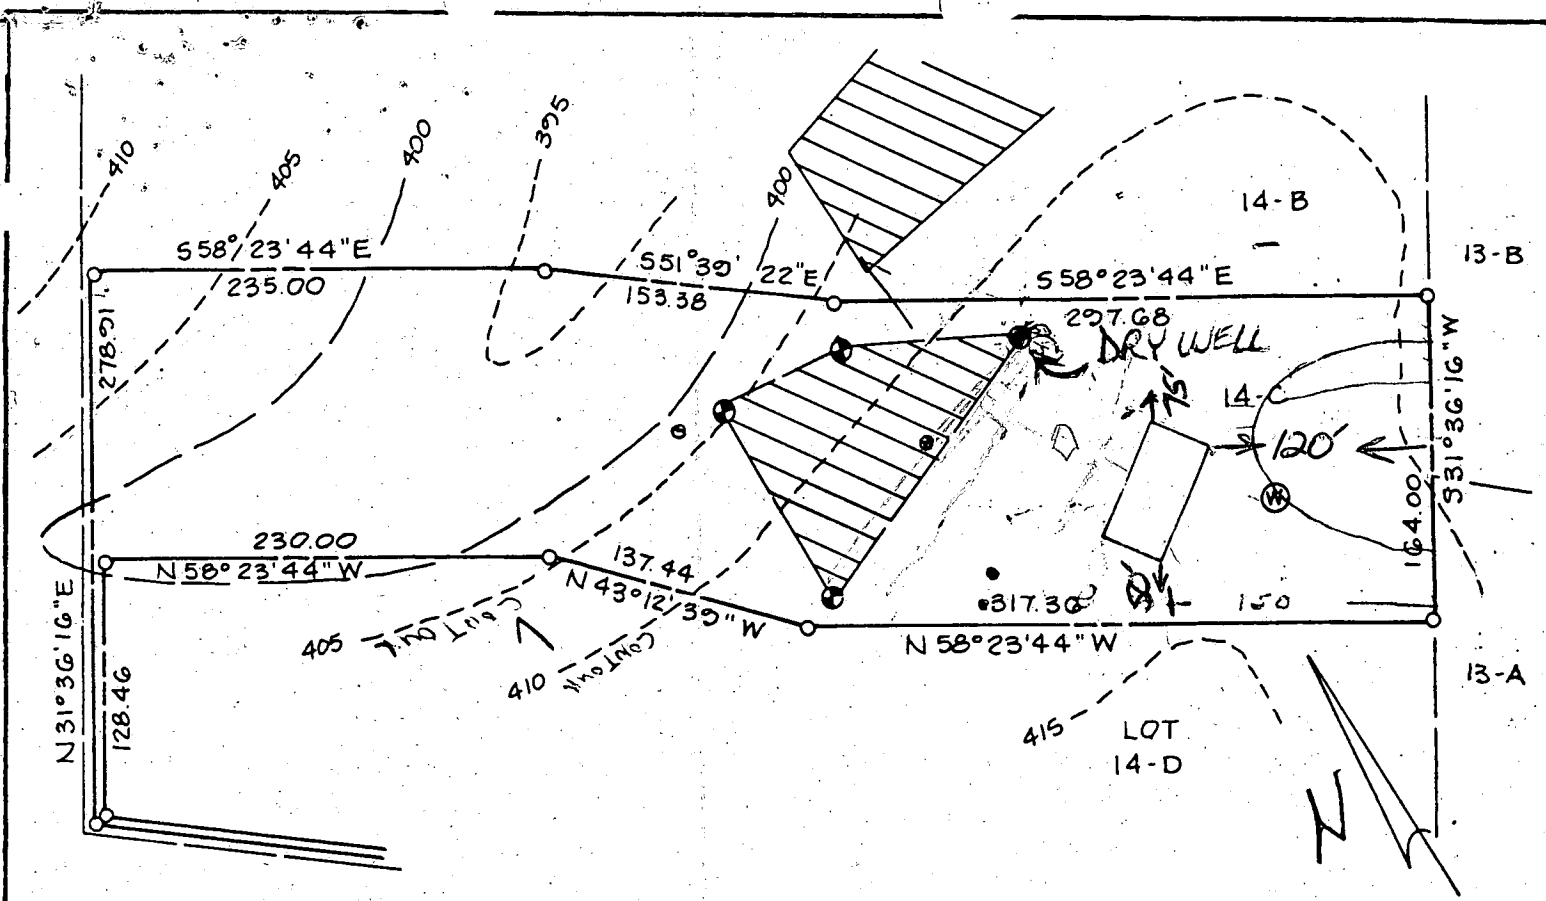 410
405
400
395
400
14-B
13-B
S58°23'44"E
235.00
S51°39'22"E
153.38
S58°23'44"E
297.68
DRY WELL
278.91
75'
14-C
120'
S31°36'16"W
164.00
W
230.00
N58°23'44"W
137.44
N43°12'39"W
317.30
50'
150
N58°23'44"W
405 CONTOUR
410 CONTOUR
N31°36'16"E
128.46
415
LOT
14-D
13-A